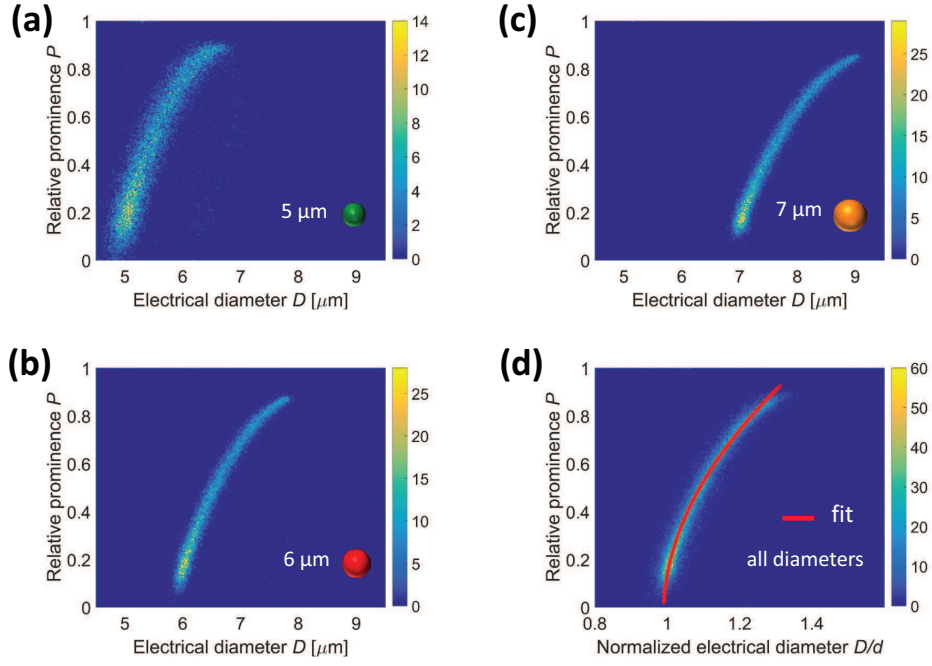 (a)
Relative prominence P
1
0.8
0.6
0.4
0.2
0
5 μm
5 6 7 8 9
Electrical diameter D [μm]
14
12
10
8
6
4
2
0
(c)
Relative prominence P
1
0.8
0.6
0.4
0.2
0
7 μm
5 6 7 8 9
Electrical diameter D [μm]
25
20
15
10
5
0
(b)
Relative prominence P
1
0.8
0.6
0.4
0.2
0
6 μm
5 6 7 8 9
Electrical diameter D [μm]
25
20
15
10
5
0
(d)
Relative prominence P
1
0.8
0.6
0.4
0.2
0
fit
all diameters
0.8 1 1.2 1.4
Normalized electrical diameter D/d
60
50
40
30
20
10
0